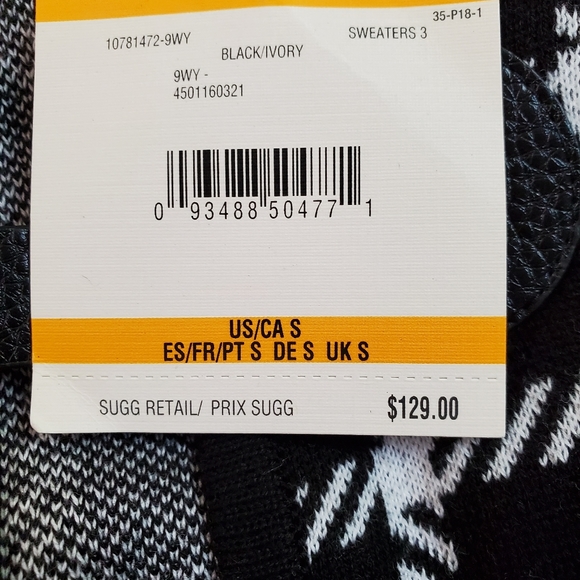 35-P18-1
10781472-9WY
BLACK/IVORY
SWEATERS 3
9WY -
4501160321
0 93488 50477 1
US/CA S
ES/FR/PT S DE S UK S
SUGG RETAIL/ PRIX SUGG $129.00